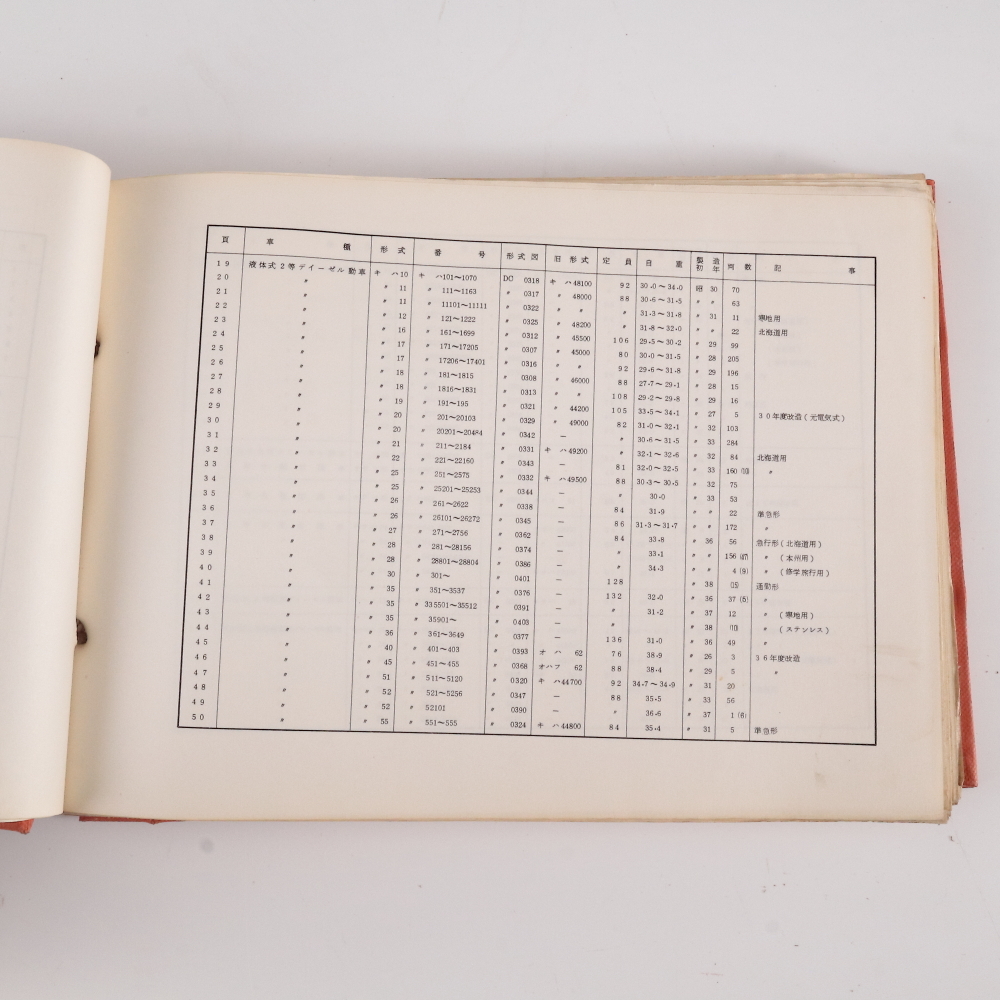 頁 車種 形式 番号 形式図 旧形式 定員 自重 製造初年 両数 記事
19 液体式2等デイーゼル動車 キハ10 キハ101～1070 DC 0318 キハ48100 92 30.0～34.0 昭30 70
20 〃 〃 11 〃 111～1163 〃 0317 〃 48000 88 30.6～31.5 〃 〃 63
21 〃 〃 11 〃 11101～11111 〃 0322 〃 〃 〃 31.3～31.8 〃 31 11 寒地用
22 〃 〃 12 〃 121～1222 〃 0325 〃 48200 〃 31.8～32.0 〃 〃 22 北海道用
23 〃 〃 16 〃 161～1699 〃 0312 〃 45500 106 29.5～30.2 〃 29 99
24 〃 〃 17 〃 171～17205 〃 0307 〃 45000 80 30.0～31.5 〃 28 205
25 〃 〃 17 〃 17206～17401 〃 0316 〃 〃 92 29.6～31.8 〃 29 196
26 〃 〃 18 〃 181～1815 〃 0308 〃 46000 88 27.7～29.1 〃 28 15
27 〃 〃 18 〃 1816～1831 〃 0313 〃 〃 108 29.2～29.8 〃 29 16
28 〃 〃 19 〃 191～195 〃 0321 〃 44200 105 33.5～34.1 〃 27 5 30年度改造(元電気式)
29 〃 〃 20 〃 201～20103 〃 0329 〃 49000 82 31.0～32.1 〃 32 103
30 〃 〃 20 〃 20201～20484 〃 0342 － 〃 30.6～31.5 〃 33 284
31 〃 〃 21 〃 211～2184 〃 0331 キハ49200 〃 32.1～32.6 〃 32 84 北海道用
32 〃 〃 22 〃 221～22160 〃 0343 － 81 32.0～32.5 〃 33 160(10) 〃
33 〃 〃 25 〃 251～2575 〃 0332 キハ49500 88 30.3～30.5 〃 32 75
34 〃 〃 25 〃 25201～25253 〃 0344 － 〃 30.0 〃 33 53
35 〃 〃 26 〃 261～2622 〃 0338 － 84 31.9 〃 〃 22 準急形
36 〃 〃 26 〃 26101～26272 〃 0345 － 86 31.3～31.7 〃 〃 172 〃
37 〃 〃 27 〃 271～2756 〃 0362 － 84 33.8 〃 36 56 急行形(北海道用)
38 〃 〃 28 〃 281～28156 〃 0374 － 〃 33.1 〃 〃 156 〃 (本州用)
39 〃 〃 28 〃 28801～28804 〃 0386 － 〃 34.3 〃 〃 4(9) 〃 (修学旅行用)
40 〃 〃 30 〃 301～ 〃 0401 － 128 〃 38 (15) 通勤形
41 〃 〃 35 〃 351～3537 〃 0376 － 132 32.0 〃 36 37(5) 〃
42 〃 〃 35 〃 335501～35512 〃 0391 － 〃 31.2 〃 37 12 〃 (寒地用)
43 〃 〃 35 〃 35901～ 〃 0403 － 〃 〃 38 (10) 〃 (ステンレス)
44 〃 〃 36 〃 361～3649 〃 0377 － 136 31.0 〃 36 49 〃
45 〃 〃 40 〃 401～403 〃 0393 オハ 62 76 38.9 〃 26 3 36年度改造
46 〃 〃 45 〃 451～455 〃 0368 オハフ 62 88 38.4 〃 29 5 〃
47 〃 〃 51 〃 511～5120 〃 0320 キハ44700 92 34.7～34.9 〃 31 20
48 〃 〃 52 〃 521～5256 〃 0347 － 88 35.5 〃 33 56
49 〃 〃 52 〃 52101 〃 0390 － 〃 36.6 〃 37 1(6)
50 〃 〃 55 〃 551～555 〃 0324 キハ44800 84 35.4 〃 31 5 準急形